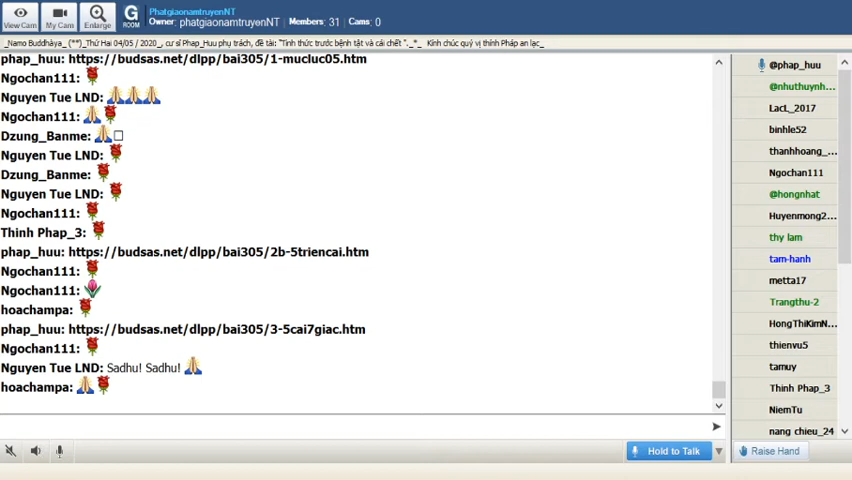 View Cam
My Cam
Enlarge
G
ROOM
PhatgiaonamtruyenNT
Owner: phatgiaonamtruyenNT | Members: 31 | Cams: 0
_Namo Buddhàya_ (**)_Thứ Hai 04/05 / 2020_, cư sĩ Phap_Huu phụ trách, đề tài: "Tỉnh thức trước bệnh tật và cái chết "._*_ Kính chúc quý vị thính Pháp an lạc_
phap_huu: https://budsas.net/dlpp/bai305/1-mucluc05.htm
Ngochan111: 🌹
Nguyen Tue LND: 🙏🙏🙏
Ngochan111: 🙏🌹
Dzung_Banme: 🙏□
Nguyen Tue LND: 🌹
Dzung_Banme: 🌹
Nguyen Tue LND: 🌹
Ngochan111: 🌹
Thinh Phap_3: 🌹
phap_huu: https://budsas.net/dlpp/bai305/2b-5triencai.htm
Ngochan111: 🌹
Ngochan111: 🌷
hoachampa: 🌹
phap_huu: https://budsas.net/dlpp/bai305/3-5cai7giac.htm
Ngochan111: 🌹
Nguyen Tue LND: Sadhu! Sadhu! 🙏
hoachampa: 🙏🌹
@phap_huu
@nhuthuynh...
LacL_2017
binhle52
thanhhoang_...
Ngochan111
@hongnhat
Huyenmong2...
thy lam
tam-hanh
metta17
Trangthu-2
HongThiKimN...
thienvu5
tamuy
Thinh Phap_3
NiemTu
nang chieu_24
Hold to Talk
Raise Hand